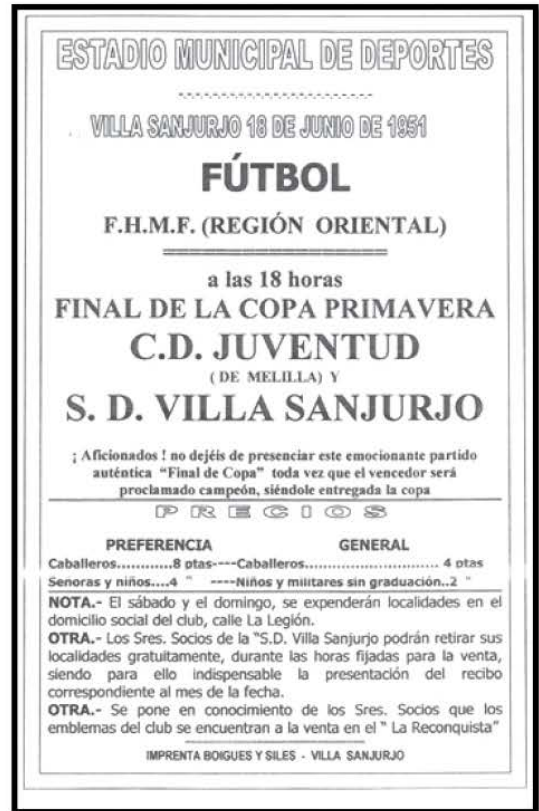 ESTADIO MUNICIPAL DE DEPORTES
VILLA SANJURJO 18 DE JUNIO DE 1951
FÚTBOL
F.H.M.F. (REGIÓN ORIENTAL)
a las 18 horas
FINAL DE LA COPA PRIMAVERA
C.D. JUVENTUD
( DE MELILLA) Y
S. D. VILLA SANJURJO
¡ Aficionados ! no dejéis de presenciar este emocionante partido
auténtica “Final de Copa” toda vez que el vencedor será
proclamado campeón, siéndole entregada la copa
PRECIOS
PREFERENCIA GENERAL
Caballeros............8 ptas----Caballeros........................... 4 ptas
Senoras y niños....4 " ----Niños y militares sin graduación..2 "
NOTA.- El sábado y el domingo, se expenderán localidades en el
domicilio social del club, calle La Legión.
OTRA.- Los Sres. Socios de la “S.D. Villa Sanjurjo podrán retirar sus
localidades gratuitamente, durante las horas fijadas para la venta,
siendo para ello indispensable la presentación del recibo
correspondiente al mes de la fecha.
OTRA.- Se pone en conocimiento de los Sres. Socios que los
emblemas del club se encuentran a la venta en el “ La Reconquista”
IMPRENTA BOIGUES Y SILES - VILLA SANJURJO